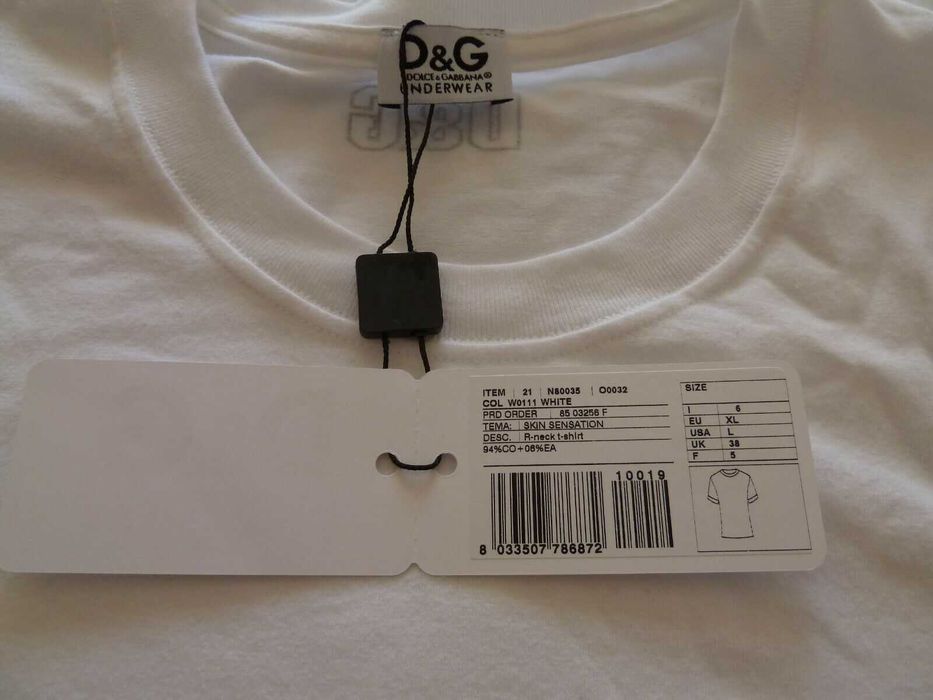 D&G
DOLCE & GABBANA®
UNDERWEAR
D&G
ITEM 21 N80035 O0032
COL W0111 WHITE
PRD ORDER 85 03256 F
TEMA: SKIN SENSATION
DESC. R-neck t-shirt
94%CO+06%EA
10019
8 033507 786872
SIZE
I 6
EU XL
USA L
UK 38
F 5